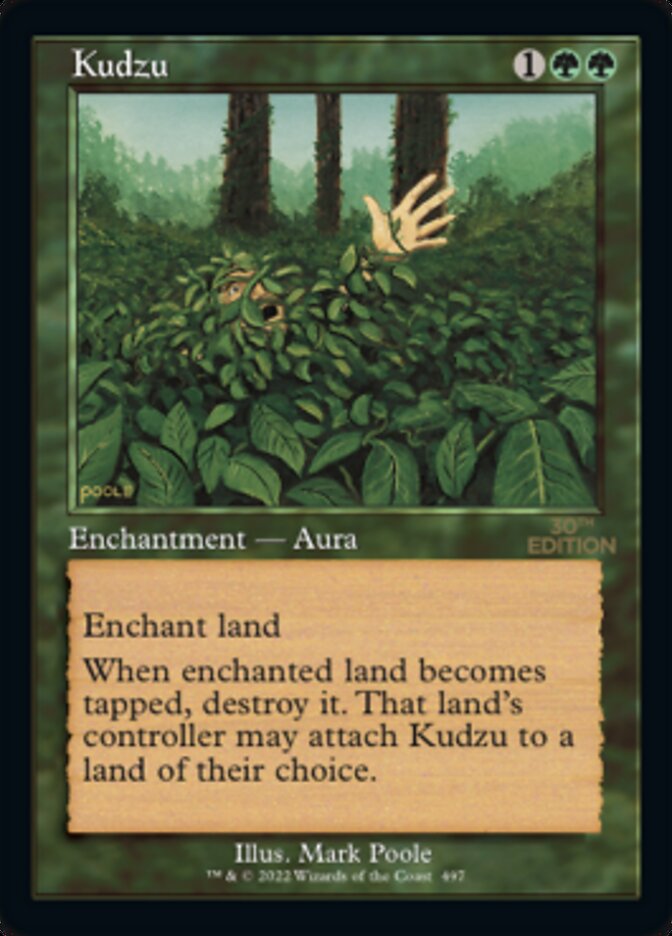 Kudzu 1
POOLE
30TH
EDITION
Enchantment — Aura
Enchant land
When enchanted land becomes
tapped, destroy it. That land's
controller may attach Kudzu to a
land of their choice.
Illus. Mark Poole
™ & © 2022 Wizards of the Coast 497